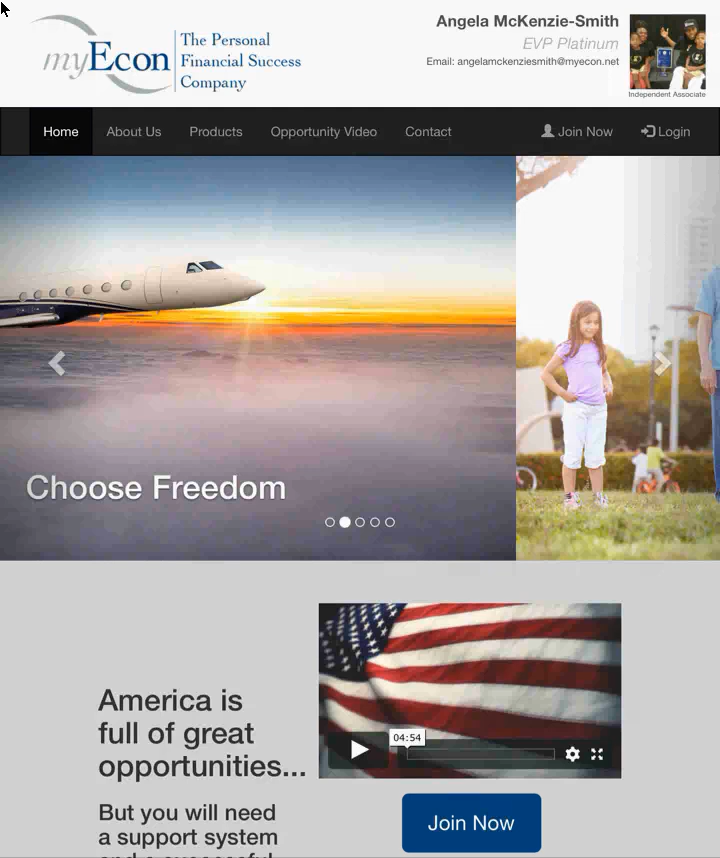 myEcon
The Personal
Financial Success
Company
Angela McKenzie-Smith
EVP Platinum
Email: angelamckenziesmith@myecon.net
Independent Associate
Home About Us Products Opportunity Video Contact Join Now Login
Choose Freedom
America is
full of great
opportunities...
04:54
But you will need
a support system
and a successful
Join Now